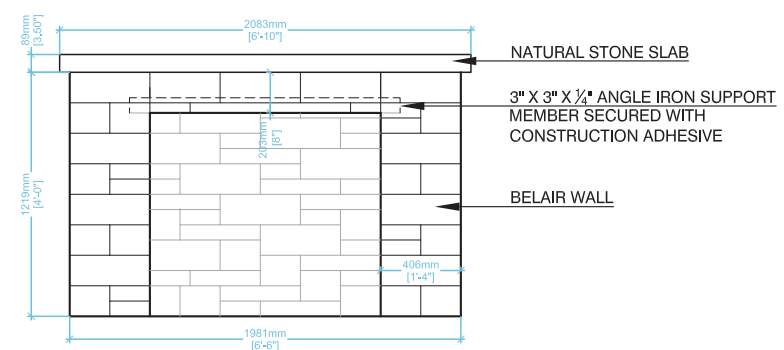 2083mm
[6'-10"]
89mm
[3.50"]
NATURAL STONE SLAB
3" X 3" X ¼" ANGLE IRON SUPPORT
MEMBER SECURED WITH
CONSTRUCTION ADHESIVE
203mm
[8"]
1219mm
[4'-0"]
BELAIR WALL
406mm
[1'-4"]
1981mm
[6'-6"]